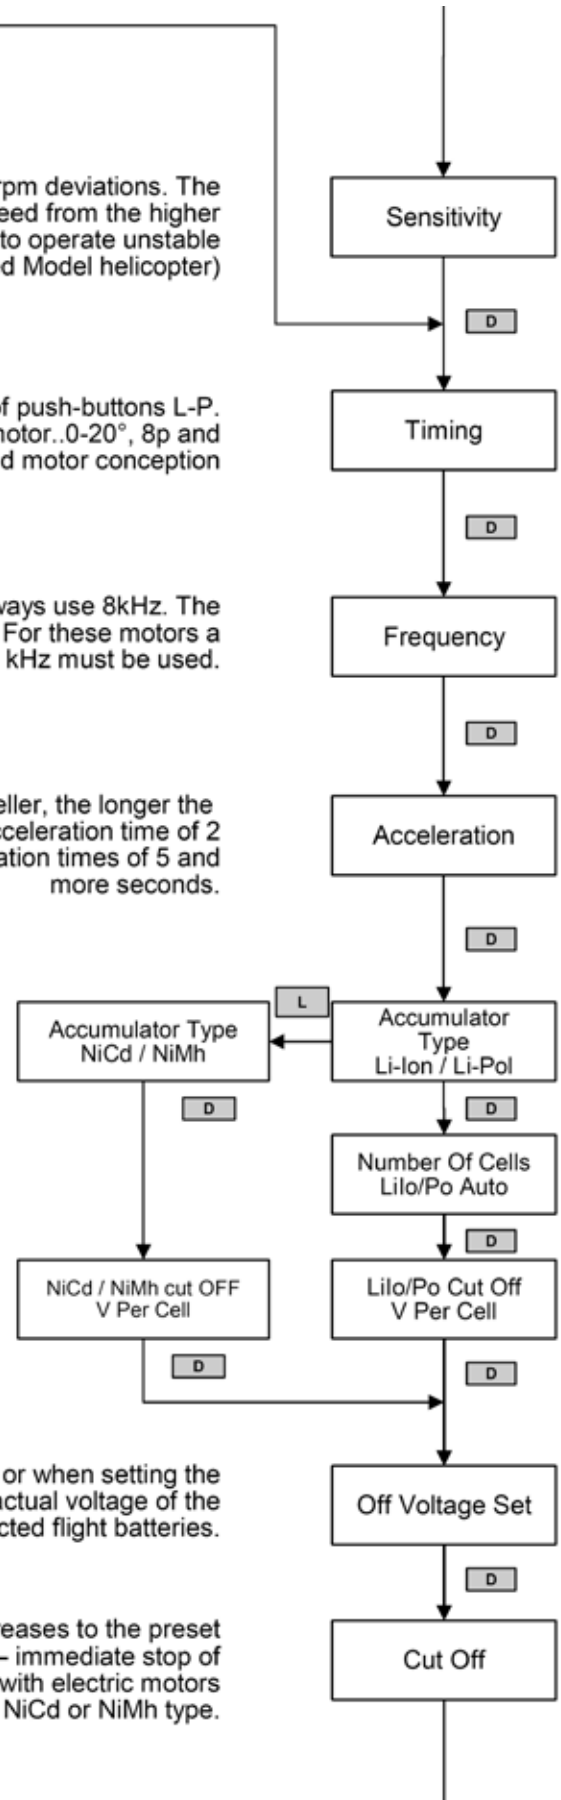 rpm deviations. The
eed from the higher
to operate unstable
ed Model helicopter)
Sensitivity
D
of push-buttons L-P.
motor..0-20°, 8p and
d motor conception
Timing
D
ways use 8kHz. The
For these motors a
kHz must be used.
Frequency
D
eller, the longer the
cceleration time of 2
ation times of 5 and
more seconds.
Acceleration
D
L
Accumulator Type
NiCd / NiMh
Accumulator
Type
Li-Ion / Li-Pol
D
D
Number Of Cells
LiIo/Po Auto
D
NiCd / NiMh cut OFF
V Per Cell
LiIo/Po Cut Off
V Per Cell
D
D
or when setting the
actual voltage of the
cted flight batteries.
Off Voltage Set
D
reases to the preset
– immediate stop of
with electric motors
NiCd or NiMh type.
Cut Off